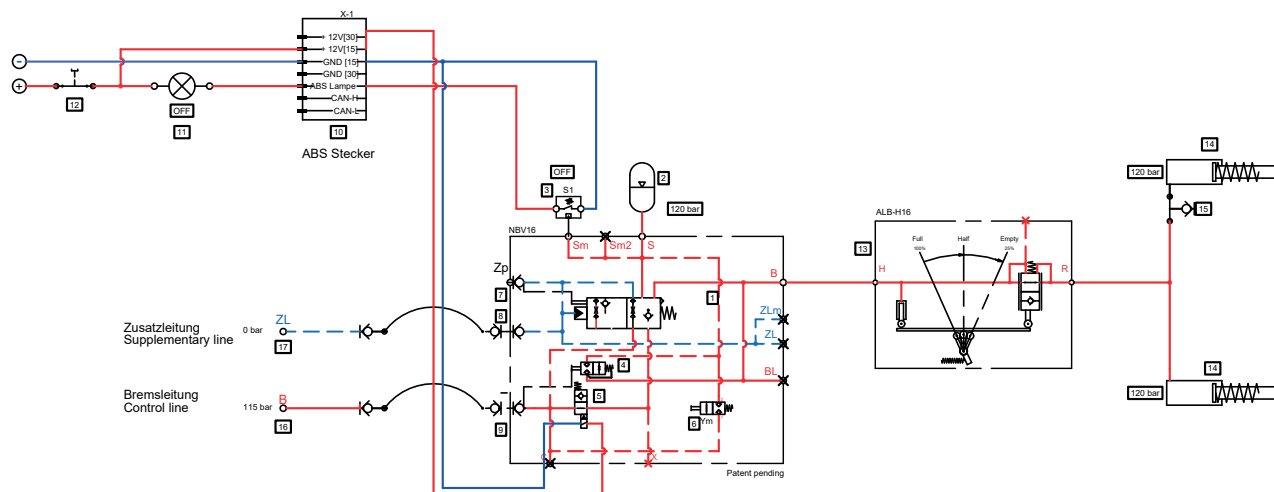 X-1
+ 12V[30]
+ 12V[15]
GND [15]
GND [30]
ABS Lampe
CAN-H
CAN-L
-
+
12
OFF
11
10
ABS Stecker
OFF
3
S1
2
120 bar
NBV16
Sm
Sm2
S
Zp
7
8
1
B
ZLm
ZL
BL
4
5
6
Ym
9
X
Patent pending
Zusatzleitung
Supplementary line
0 bar
ZL
17
Bremsleitung
Control line
115 bar
B
16
ALB-H16
13
H
Full
100%
Half
Empty
25%
R
14
120 bar
15
14
120 bar